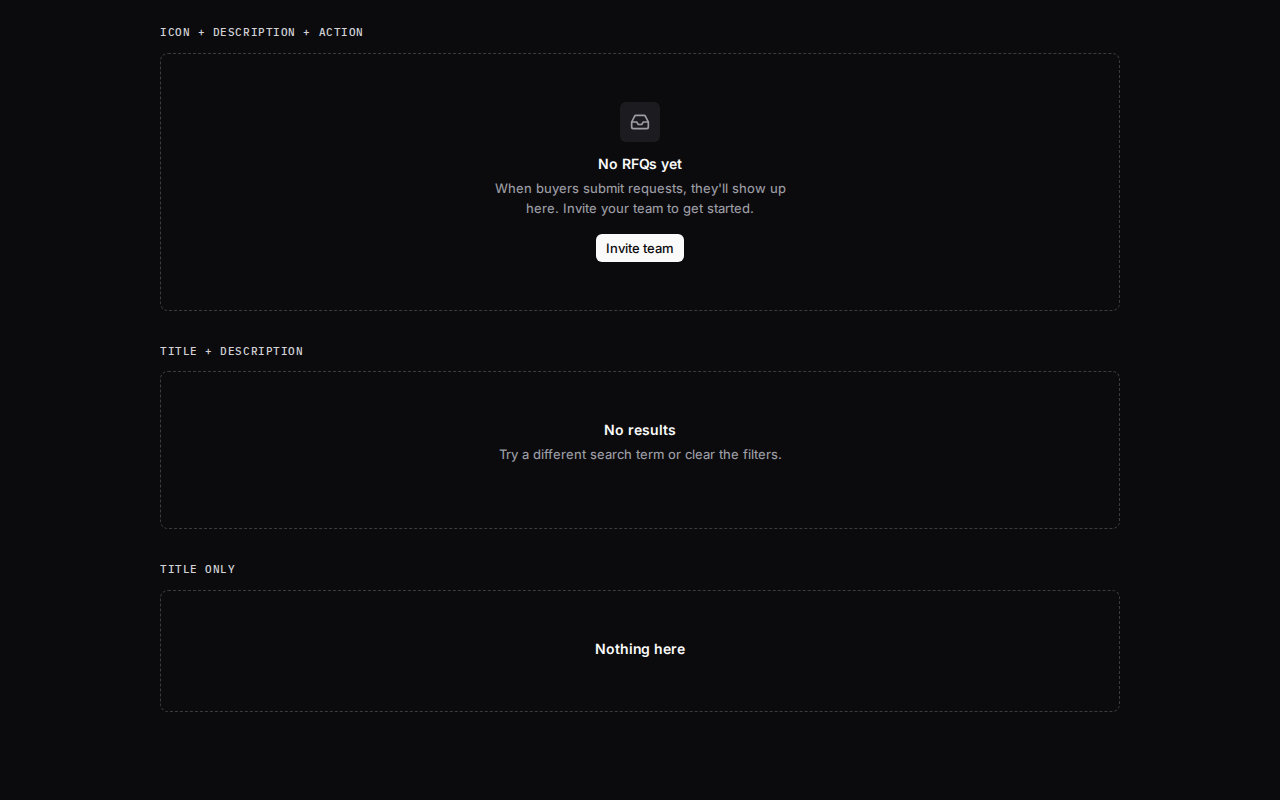 ICON + DESCRIPTION + ACTION
No RFQs yet
When buyers submit requests, they'll show up
here. Invite your team to get started.
Invite team
TITLE + DESCRIPTION
No results
Try a different search term or clear the filters.
TITLE ONLY
Nothing here